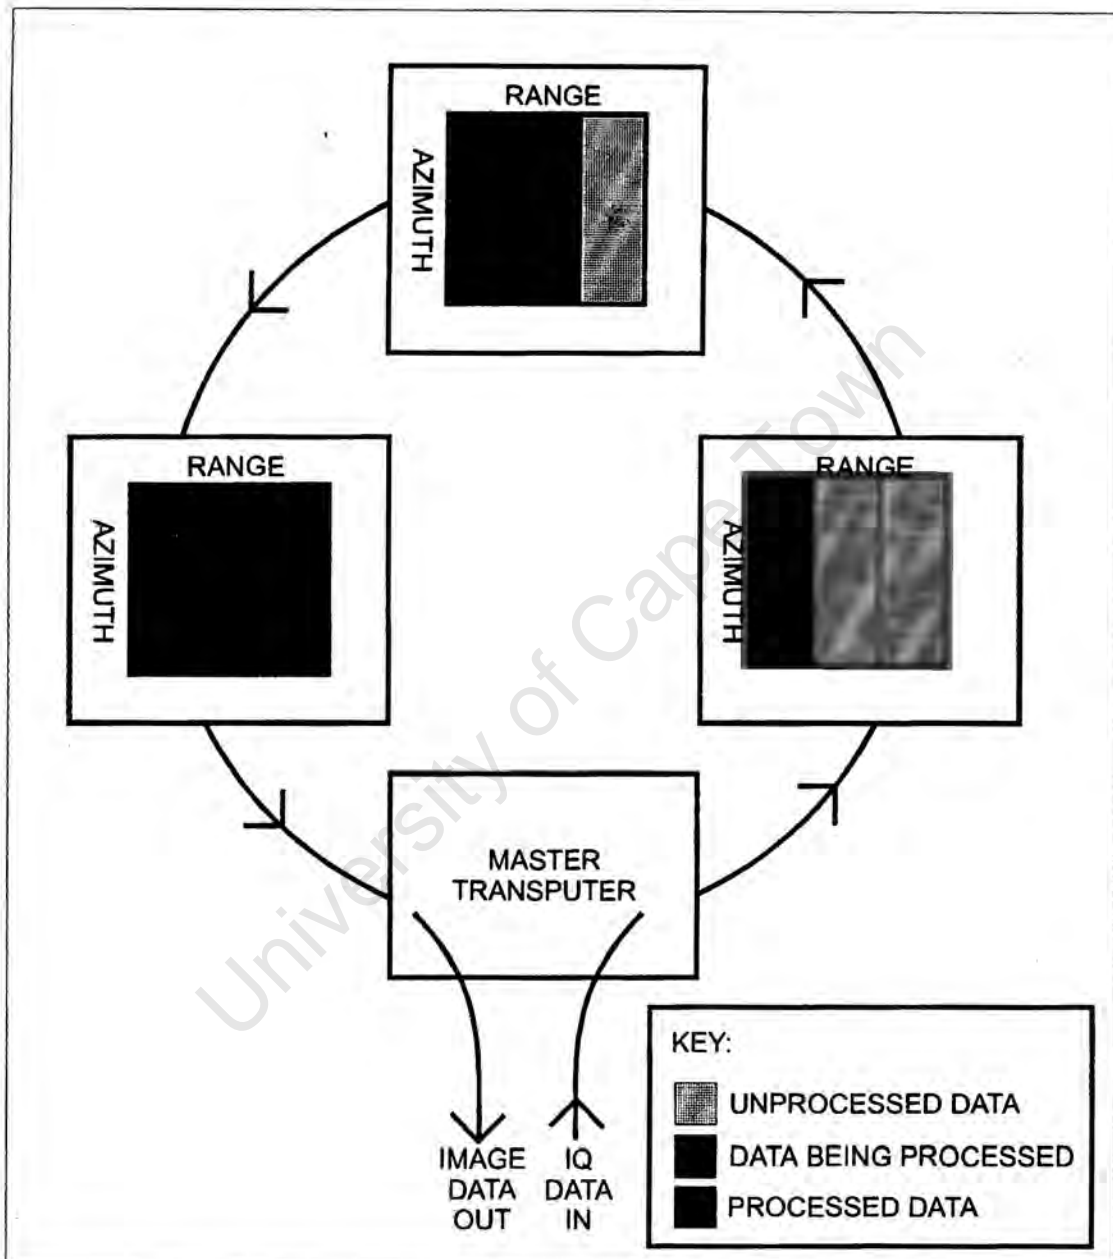 RANGE
AZIMUTH
RANGE
AZIMUTH
RANGE
AZIMUTH
MASTER
TRANSPUTER
IMAGE
DATA
OUT
IQ
DATA
IN
KEY:
UNPROCESSED DATA
DATA BEING PROCESSED
PROCESSED DATA
University of Cape Town